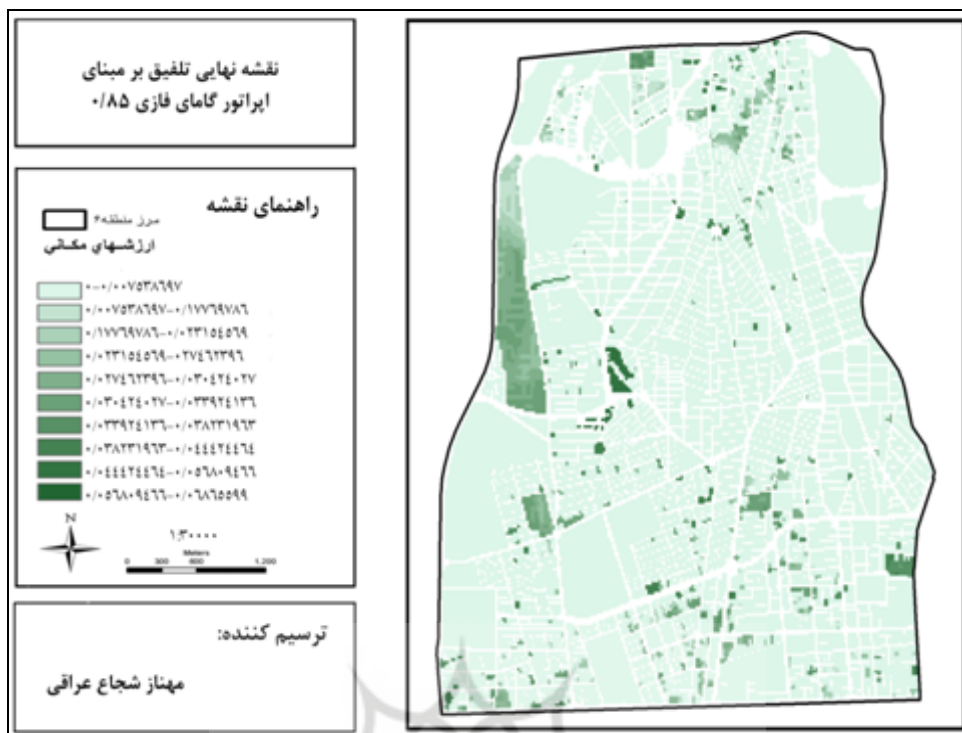 نقشه نهایی تلفیق بر مبنای
اپراتور گامای فازی ۰/۸۵
راهنمای نقشه
مرز منطقه۶
ارزشهای مکانی
۰-۰/۰۰۷۵۳۸۶۹۷
۰/۰۰۷۵۳۸۶۹۷-۰/۱۷۷۶۹۷۸۶
۰/۱۷۷۶۹۷۸۶-۰/۰۲۳۱۵۴۵۶۹
۰/۰۲۳۱۵۴۵۶۹-۰۲۷۴۶۲۳۹۶
۰/۰۲۷۴۶۲۳۹۶-۰/۰۳۰۴۲۴۰۲۷
۰/۰۳۰۴۲۴۰۲۷-۰/۰۳۳۹۲۴۱۳۶
۰/۰۳۳۹۲۴۱۳۶-۰/۰۳۸۲۳۱۹۶۳
۰/۰۳۸۲۳۱۹۶۳-۰/۰۴۴۴۲۴۴۶۴
۰/۰۴۴۴۲۴۴۶۴-۰/۰۵۶۸۰۹۴۶۶
۰/۰۵۶۸۰۹۴۶۶-۰/۰۶۸۶۵۵۹۹
N
۱:۳۰۰۰۰
Meters
0 300 600 1,200
ترسیم کننده:
مهناز شجاع عراقی